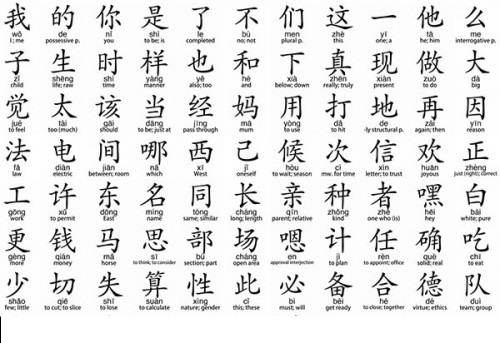 我 的 你 是 了 不 们 这 一 他 么
wǒ de nǐ shì le bù men zhè yī tā me
I; me possessive p. you to be; is completed no; not plural p. this one; a he; him interrogative p.
子 生 时 样 也 和 下 真 现 做 大
zǐ shēng shí yàng yě hé xià zhēn xiàn zuò dà
child life; raw time manner also; too and below; down really; truly present to do big
觉 太 该 当 经 妈 用 打 地 再 因
jué tài gāi dāng jīng mā yòng dǎ de zài yīn
to feel too (much) should to be; just at pass through mum to use to hit -ly structural p. again; then reason
法 电 间 哪 西 己 候 次 信 欢 正
fǎ diàn jiān nǎ xī jǐ hòu cì xìn huān zhèng
law electric between; room which West oneself to wait; season mw. for time letter; to trust joyous just (right); correct
工 许 东 名 同 长 亲 种 者 嘿 白
gōng xǔ dōng míng tóng cháng qīn zhǒng zhě hēi bái
work to permit East name same; similar long; length parent; relative kind one who (is) hey white; pure
更 钱 马 思 部 场 嗯 计 任 确 吃
gèng qián mǎ sī bù chǎng en jì rèn què chī
more money horse to think; to consider section; part open area approval interjection to plan to appoint; office solid; real to eat
少 切 失 算 性 此 必 备 合 德 队
shǎo qiē shī suàn xìng cǐ bì bèi hé dé duì
few; little to cut; to slice to lose to calculate nature; gender this; these must; will get ready to close; together virtue; ethics team; group